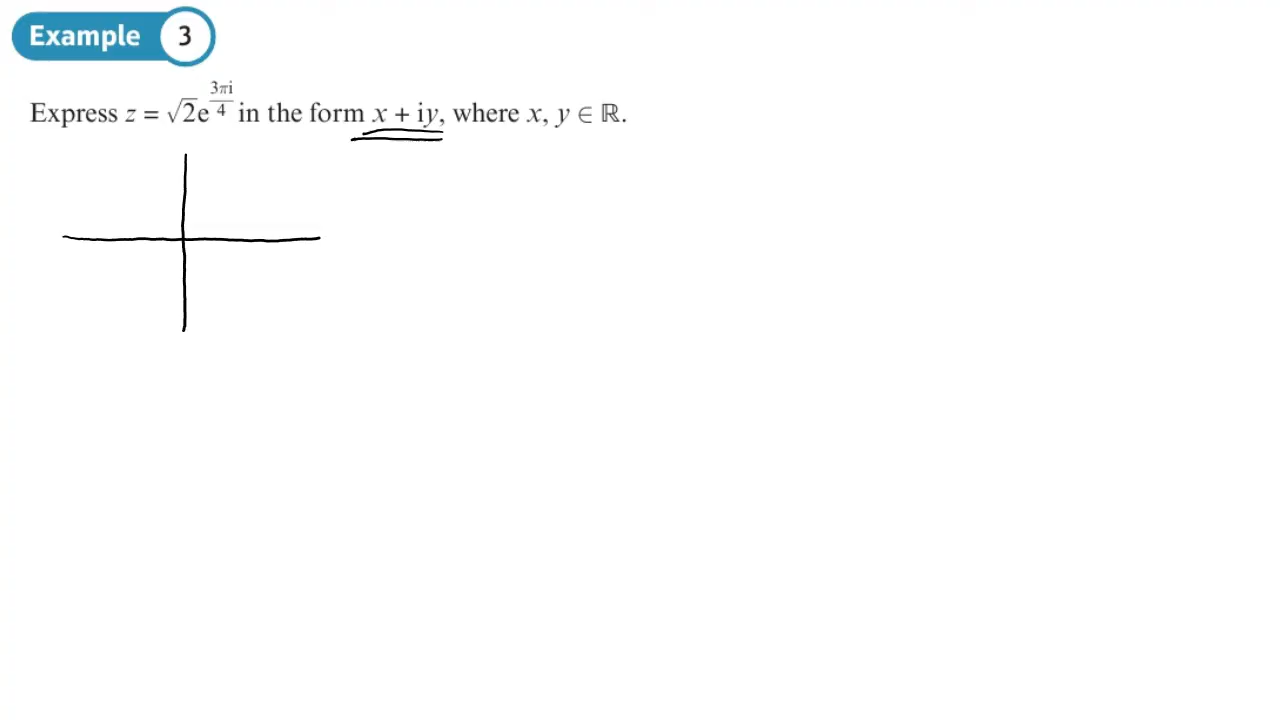 Example 3
Express z = √2e^(3πi/4) in the form x + iy, where x, y ∈ ℝ.